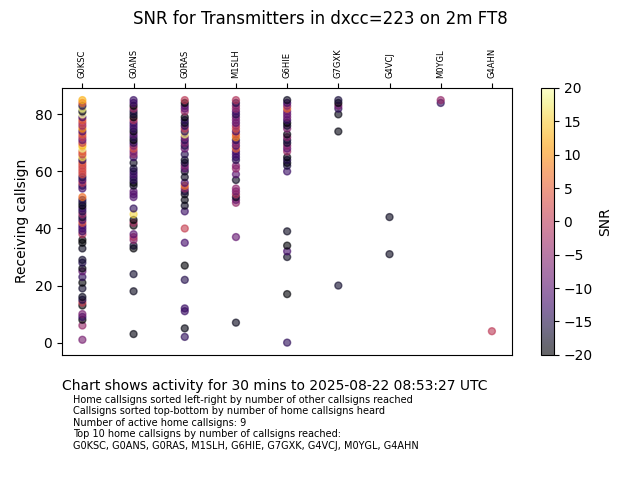 SNR for Transmitters in dxcc=223 on 2m FT8
G0KSC G0ANS G0RAS M1SLH G6HIE G7GXK G4VCJ M0YGL G4AHN
Receiving callsign
80
60
40
20
0
20
15
10
5
0
−5
−10
−15
−20
SNR
Chart shows activity for 30 mins to 2025-08-22 08:53:27 UTC
Home callsigns sorted left-right by number of other callsigns reached
Callsigns sorted top-bottom by number of home callsigns heard
Number of active home callsigns: 9
Top 10 home callsigns by number of callsigns reached:
G0KSC, G0ANS, G0RAS, M1SLH, G6HIE, G7GXK, G4VCJ, M0YGL, G4AHN